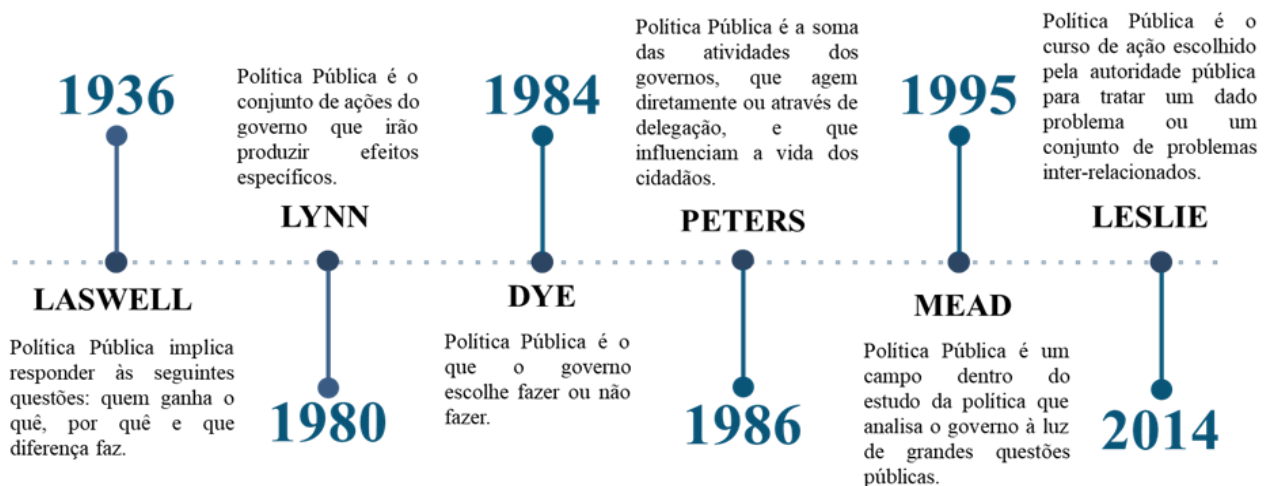 1936
LASWELL
Política Pública implica
responder às seguintes
questões: quem ganha o
quê, por quê e que
diferença faz.
Política Pública é o
conjunto de ações do
governo que irão
produzir efeitos
específicos.
LYNN
1980
1984
DYE
Política Pública é o
que o governo
escolhe fazer ou não
fazer.
Política Pública é a soma
das atividades dos
governos, que agem
diretamente ou através de
delegação, e que
influenciam a vida dos
cidadãos.
PETERS
1986
1995
MEAD
Política Pública é um
campo dentro do
estudo da política que
analisa o governo à luz
de grandes questões
públicas.
Política Pública é o
curso de ação escolhido
pela autoridade pública
para tratar um dado
problema ou um
conjunto de problemas
inter-relacionados.
LESLIE
2014